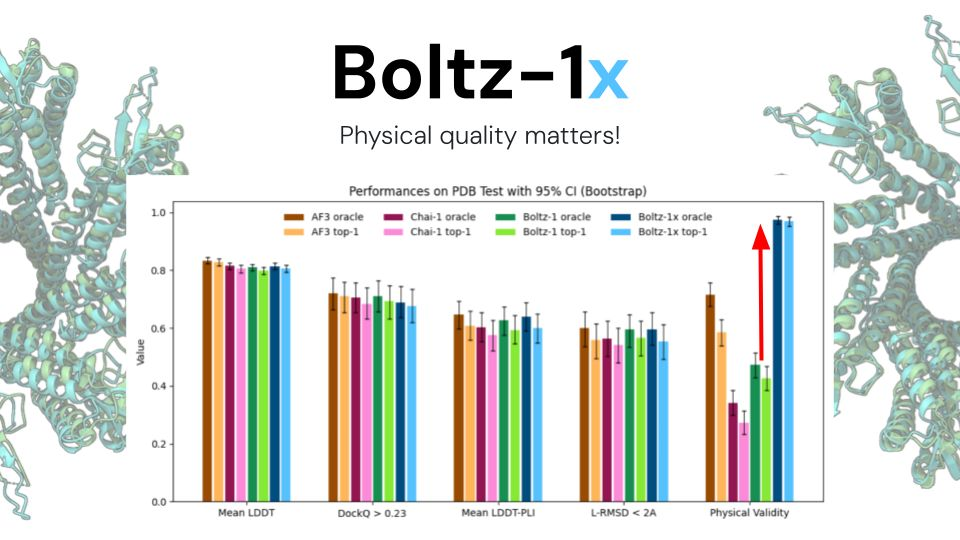 Boltz-1x
Physical quality matters!
Performances on PDB Test with 95% CI (Bootstrap)
AF3 oracle
AF3 top-1
Chai-1 oracle
Chai-1 top-1
Boltz-1 oracle
Boltz-1 top-1
Boltz-1x oracle
Boltz-1x top-1
Value
1.0
0.8
0.6
0.4
0.2
0.0
Mean LDDT
DockQ > 0.23
Mean LDDT-PLI
L-RMSD < 2A
Physical Validity